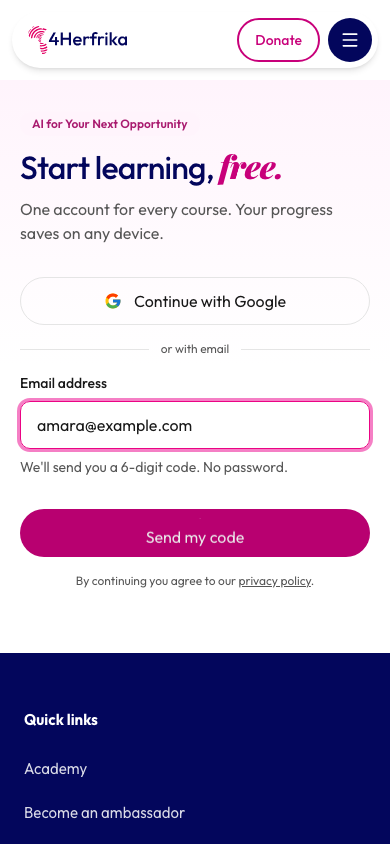 4Herfrika
Donate
AI for Your Next Opportunity
Start learning, free.
One account for every course. Your progress
saves on any device.
Continue with Google
or with email
Email address
amara@example.com
We'll send you a 6-digit code. No password.
Send my code
By continuing you agree to our privacy policy.
Quick links
Academy
Become an ambassador